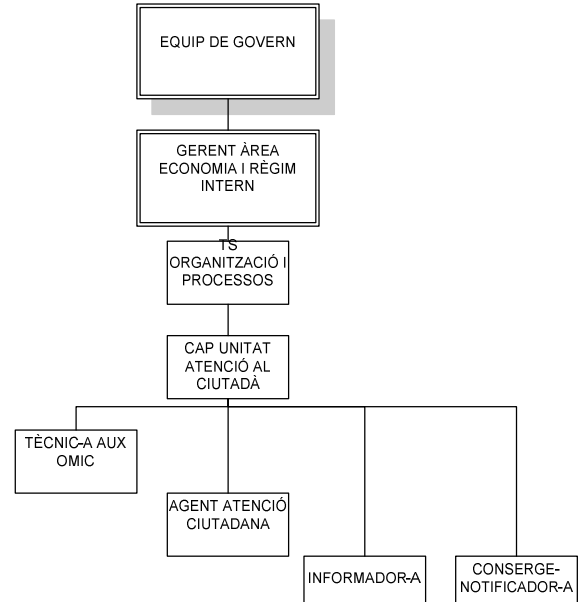 EQUIP DE GOVERN
GERENT ÀREA
ECONOMIA I RÈGIM
INTERN
TS
ORGANITZACIÓ I
PROCESSOS
CAP UNITAT
ATENCIÓ AL
CIUTADÀ
TÈCNIC-A AUX
OMIC
AGENT ATENCIÓ
CIUTADANA
INFORMADOR-A
CONSERGE-
NOTIFICADOR-A